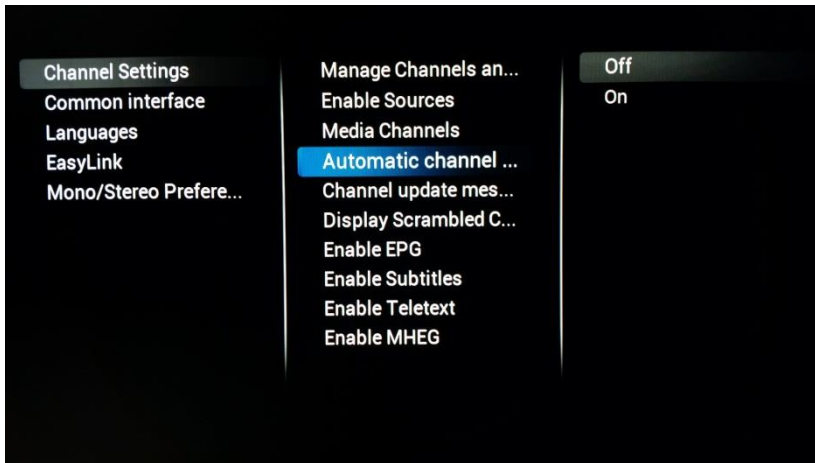 Channel Settings
Common interface
Languages
EasyLink
Mono/Stereo Prefere...
Manage Channels an...
Enable Sources
Media Channels
Automatic channel ...
Channel update mes...
Display Scrambled C...
Enable EPG
Enable Subtitles
Enable Teletext
Enable MHEG
Off
On